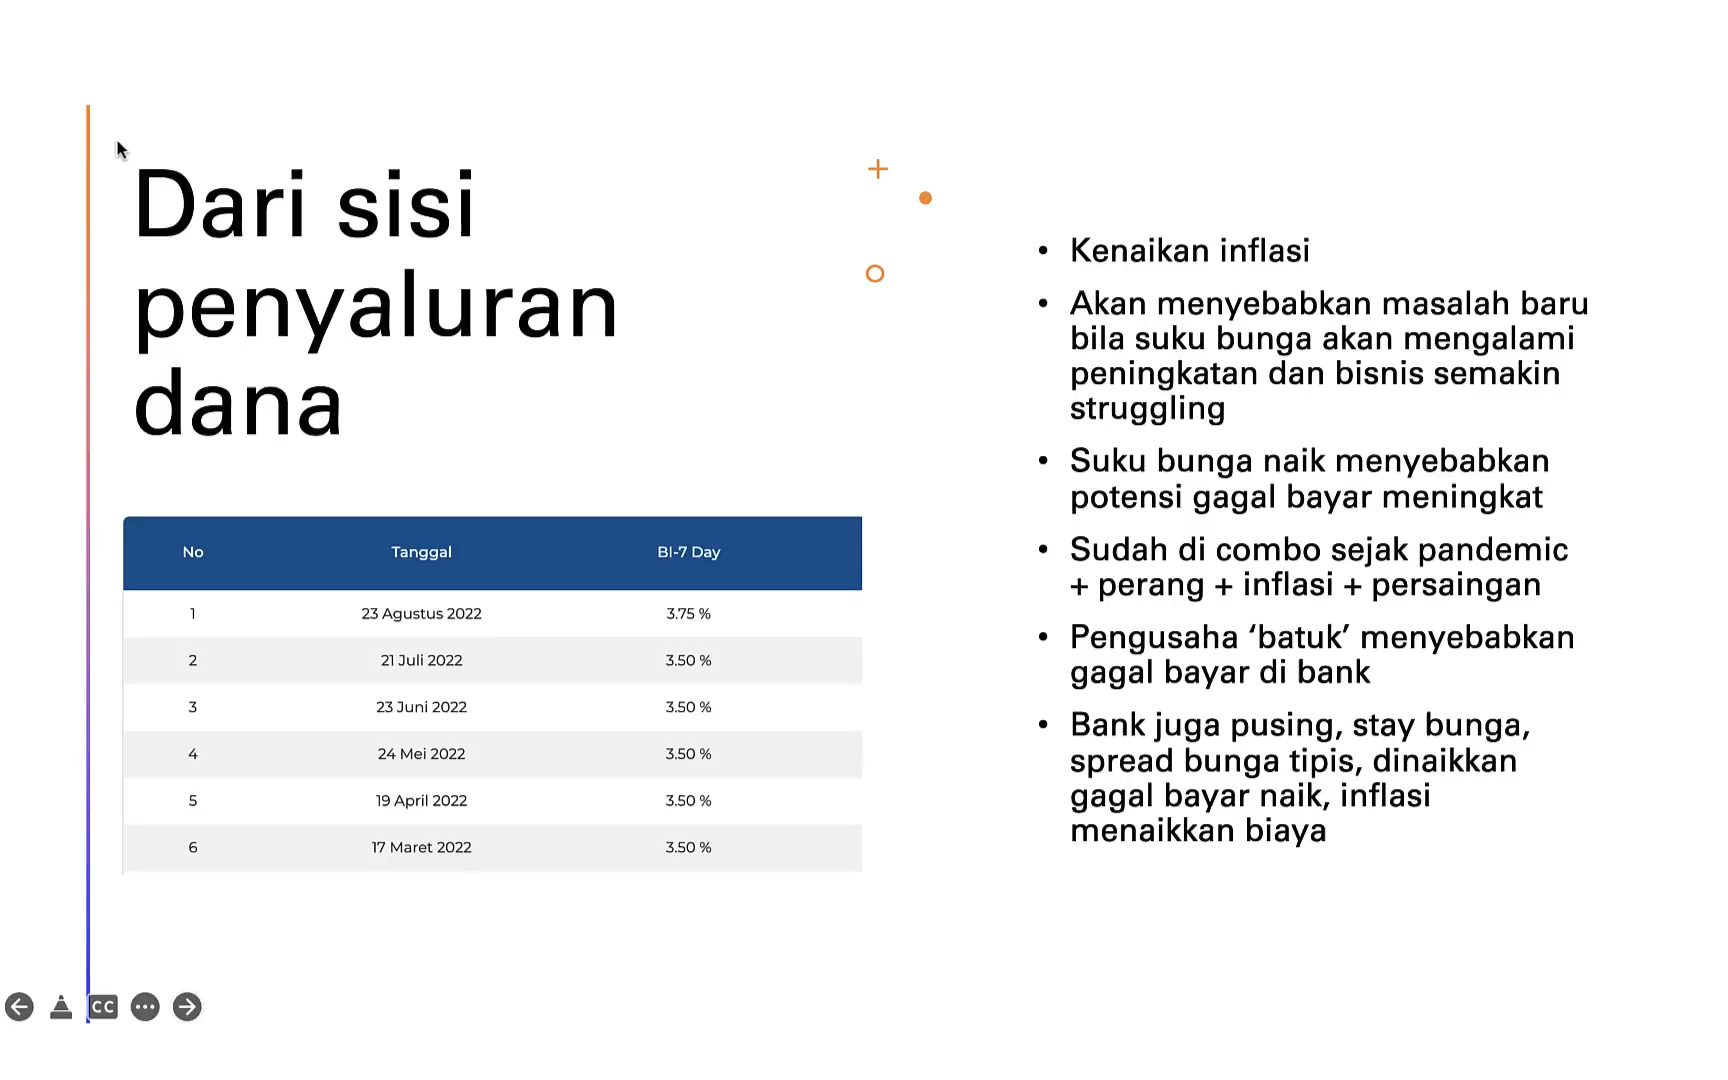 Dari sisi
penyaluran
dana
No Tanggal BI-7 Day
1 23 Agustus 2022 3.75 %
2 21 Juli 2022 3.50 %
3 23 Juni 2022 3.50 %
4 24 Mei 2022 3.50 %
5 19 April 2022 3.50 %
6 17 Maret 2022 3.50 %
• Kenaikan inflasi
• Akan menyebabkan masalah baru
bila suku bunga akan mengalami
peningkatan dan bisnis semakin
struggling
• Suku bunga naik menyebabkan
potensi gagal bayar meningkat
• Sudah di combo sejak pandemic
+ perang + inflasi + persaingan
• Pengusaha ‘batuk’ menyebabkan
gagal bayar di bank
• Bank juga pusing, stay bunga,
spread bunga tipis, dinaikkan
gagal bayar naik, inflasi
menaikkan biaya
CC